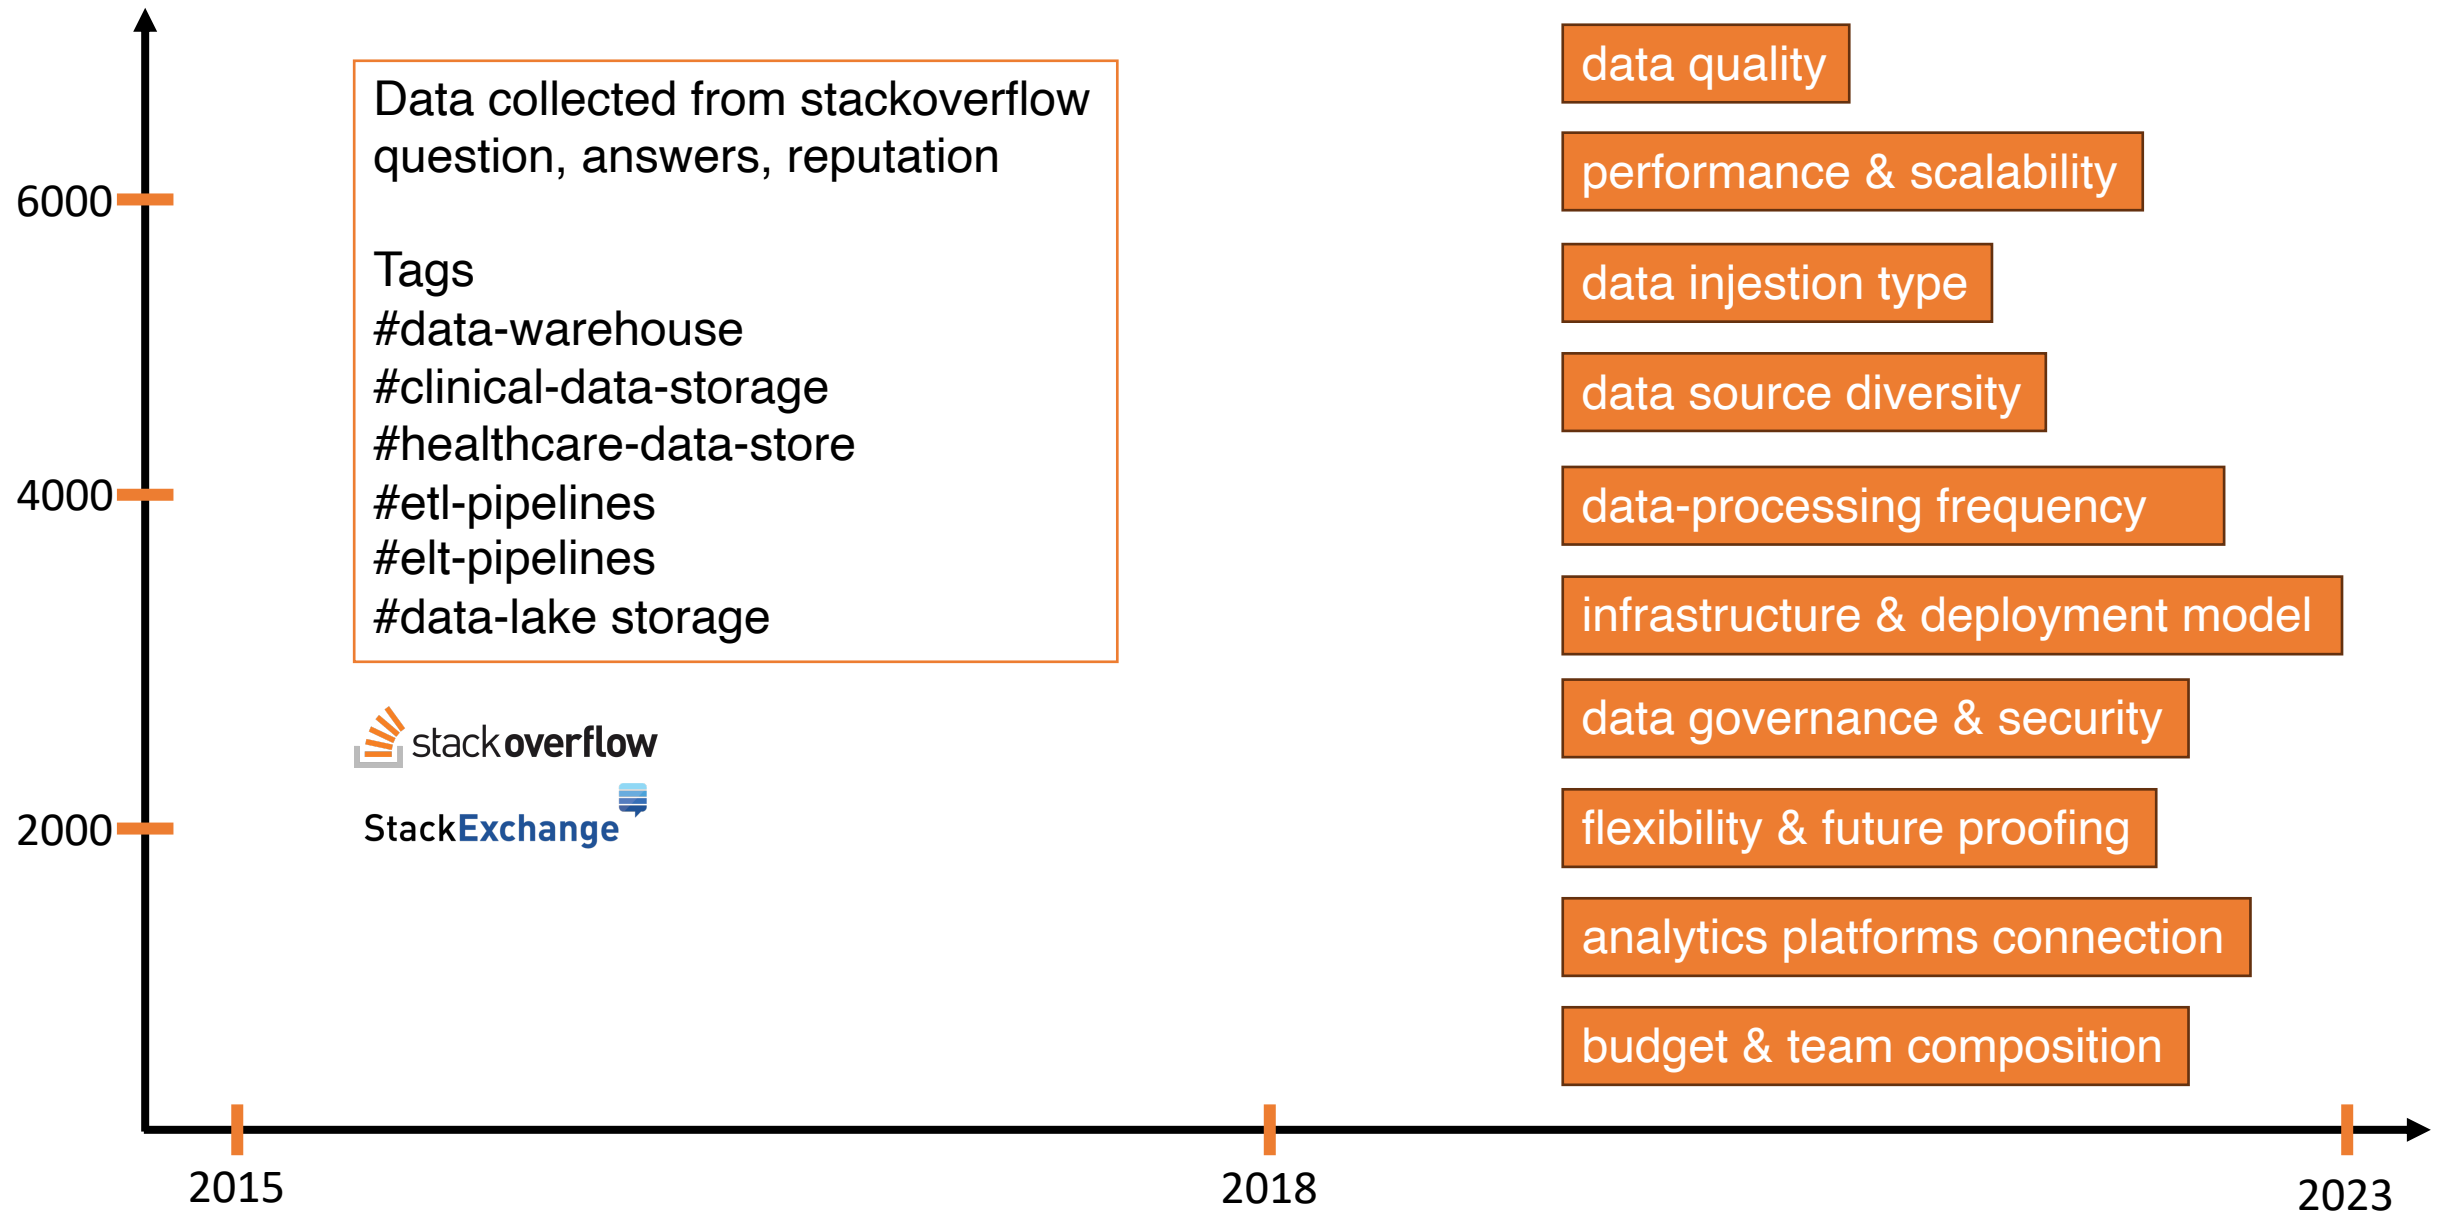 Data collected from stackoverflow
question, answers, reputation
Tags
#data-warehouse
#clinical-data-storage
#healthcare-data-store
#etl-pipelines
#elt-pipelines
#data-lake storage
stackoverflow
StackExchange
data quality
performance & scalability
data injestion type
data source diversity
data-processing frequency
infrastructure & deployment model
data governance & security
flexibility & future proofing
analytics platforms connection
budget & team composition
6000
4000
2000
2015
2018
2023